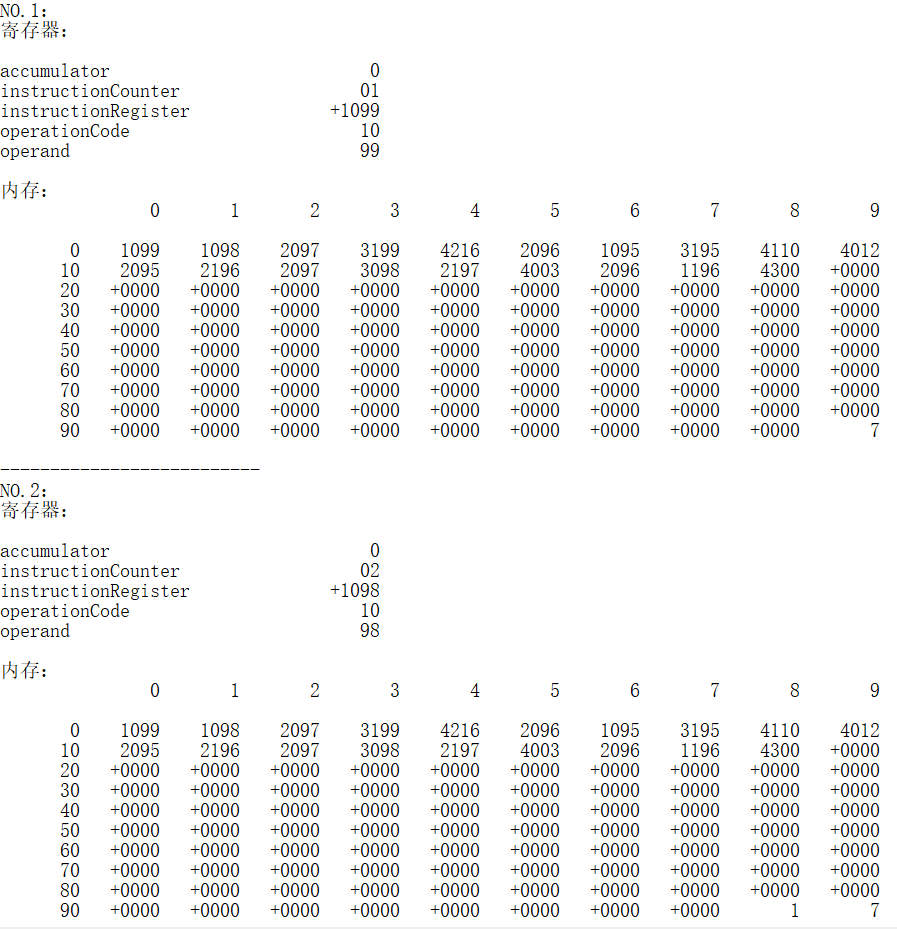 NO.1:
寄存器:
accumulator 0
instructionCounter 01
instructionRegister +1099
operationCode 10
operand 99
内存:
0 1 2 3 4 5 6 7 8 9
0 1099 1098 2097 3199 4216 2096 1095 3195 4110 4012
10 2095 2196 2097 3098 2197 4003 2096 1196 4300 +0000
20 +0000 +0000 +0000 +0000 +0000 +0000 +0000 +0000 +0000 +0000
30 +0000 +0000 +0000 +0000 +0000 +0000 +0000 +0000 +0000 +0000
40 +0000 +0000 +0000 +0000 +0000 +0000 +0000 +0000 +0000 +0000
50 +0000 +0000 +0000 +0000 +0000 +0000 +0000 +0000 +0000 +0000
60 +0000 +0000 +0000 +0000 +0000 +0000 +0000 +0000 +0000 +0000
70 +0000 +0000 +0000 +0000 +0000 +0000 +0000 +0000 +0000 +0000
80 +0000 +0000 +0000 +0000 +0000 +0000 +0000 +0000 +0000 +0000
90 +0000 +0000 +0000 +0000 +0000 +0000 +0000 +0000 +0000 7
--------------------------
NO.2:
寄存器:
accumulator 0
instructionCounter 02
instructionRegister +1098
operationCode 10
operand 98
内存:
0 1 2 3 4 5 6 7 8 9
0 1099 1098 2097 3199 4216 2096 1095 3195 4110 4012
10 2095 2196 2097 3098 2197 4003 2096 1196 4300 +0000
20 +0000 +0000 +0000 +0000 +0000 +0000 +0000 +0000 +0000 +0000
30 +0000 +0000 +0000 +0000 +0000 +0000 +0000 +0000 +0000 +0000
40 +0000 +0000 +0000 +0000 +0000 +0000 +0000 +0000 +0000 +0000
50 +0000 +0000 +0000 +0000 +0000 +0000 +0000 +0000 +0000 +0000
60 +0000 +0000 +0000 +0000 +0000 +0000 +0000 +0000 +0000 +0000
70 +0000 +0000 +0000 +0000 +0000 +0000 +0000 +0000 +0000 +0000
80 +0000 +0000 +0000 +0000 +0000 +0000 +0000 +0000 +0000 +0000
90 +0000 +0000 +0000 +0000 +0000 +0000 +0000 +0000 1 7